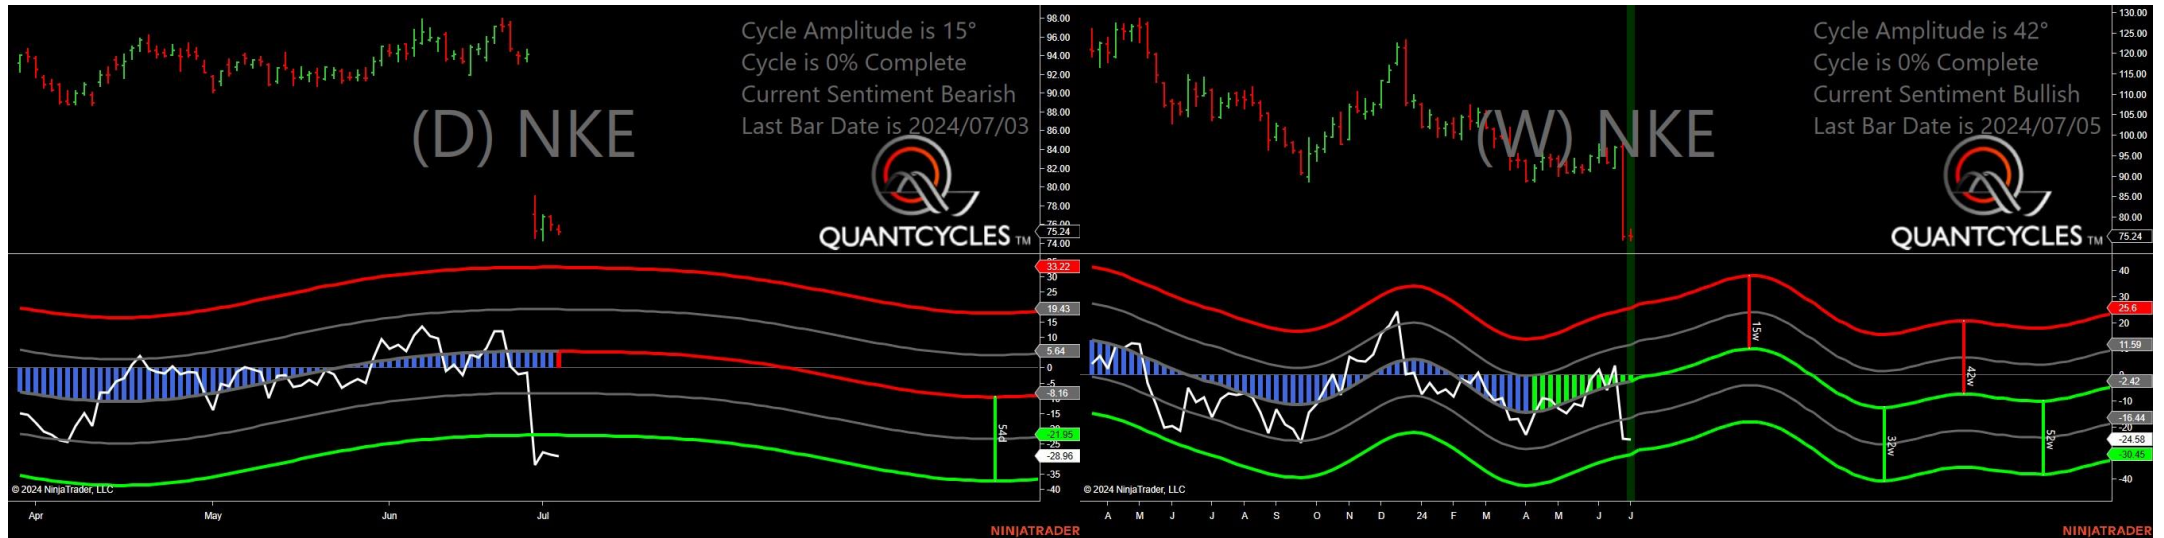 Cycle Amplitude is 15°
Cycle is 0% Complete
Current Sentiment Bearish
Last Bar Date is 2024/07/03
(D) NKE
QUANTCYCLES TM
98.00
96.00
94.00
92.00
90.00
88.00
86.00
84.00
82.00
80.00
78.00
76.00
75.24
74.00
33.22
30
25
19.43
15
10
5.64
0
-5
-8.16
-15
-21.95
-25
-28.96
-35
-40
54d
© 2024 NinjaTrader, LLC
Apr May Jun Jul
NINJATRADER
Cycle Amplitude is 42°
Cycle is 0% Complete
Current Sentiment Bullish
Last Bar Date is 2024/07/05
(W) NKE
QUANTCYCLES TM
130.00
125.00
120.00
115.00
110.00
105.00
100.00
95.00
90.00
85.00
80.00
75.24
40
30
25.6
20
11.59
-2.42
-10
-16.44
-20
-24.58
-30.45
-40
15w
42w
32w
52w
© 2024 NinjaTrader, LLC
A M J J A S O N D 24 F M A M J J
NINJATRADER